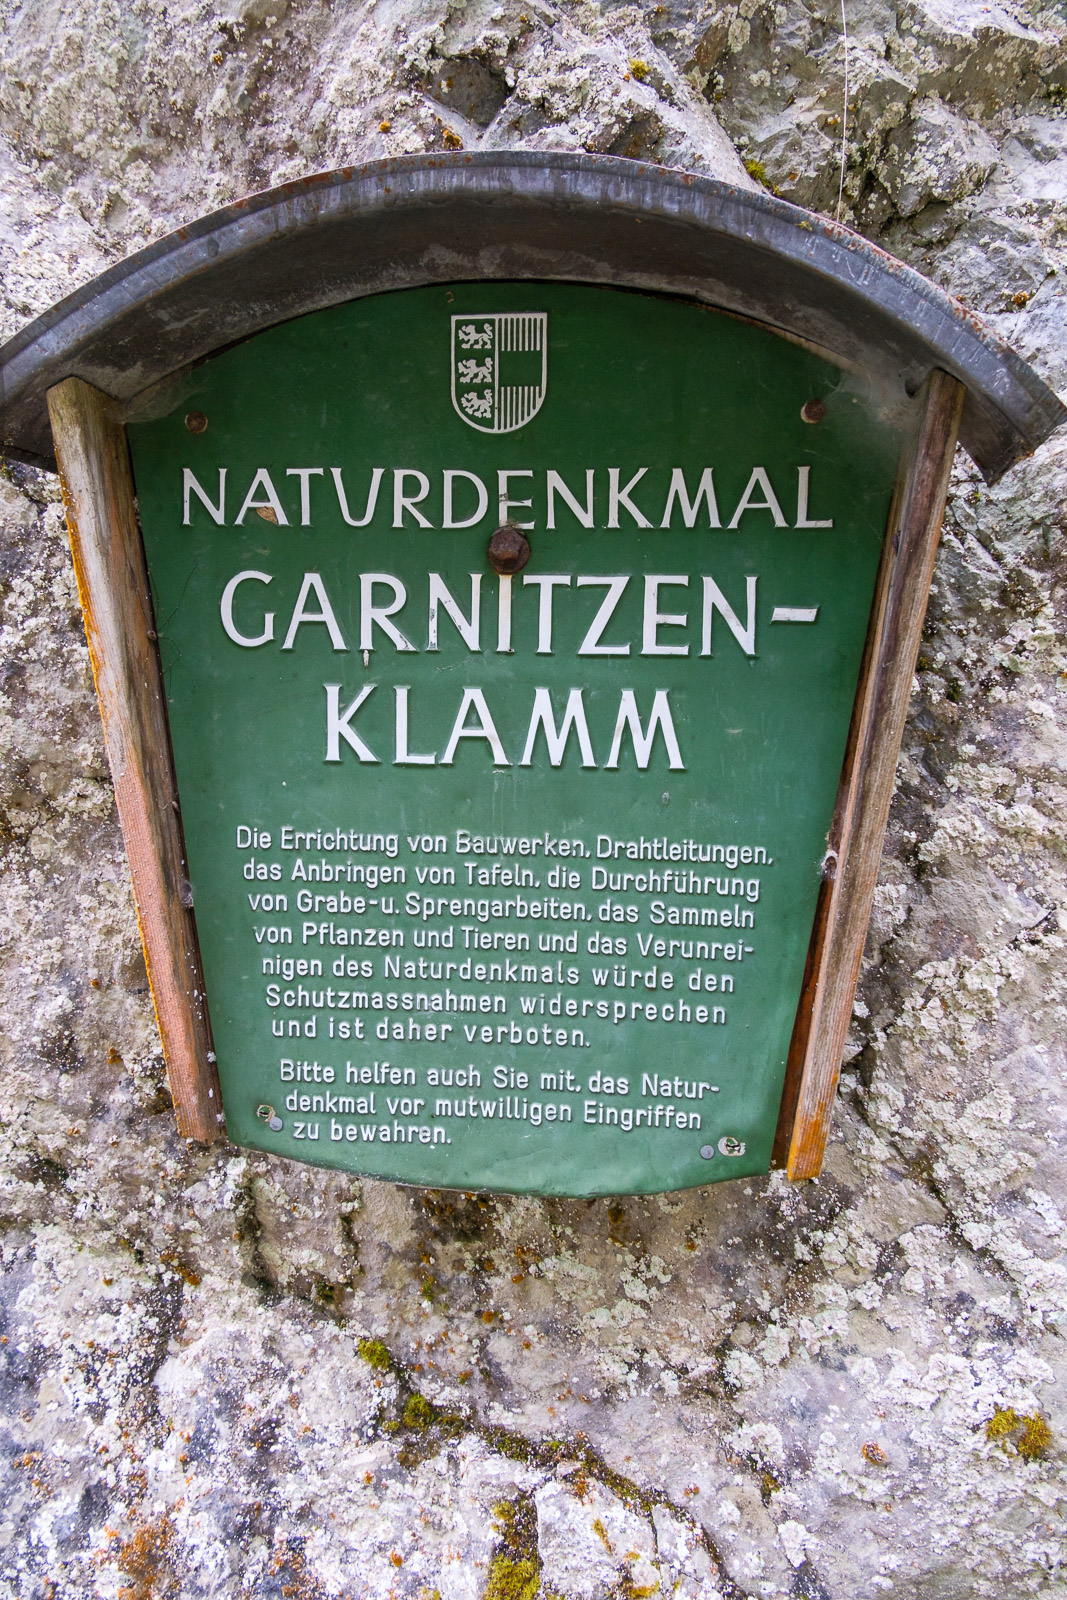 NATURDENKMAL
GARNITZEN-
KLAMM
Die Errichtung von Bauwerken, Drahtleitungen,
das Anbringen von Tafeln, die Durchführung
von Grabe-u. Sprengarbeiten, das Sammeln
von Pflanzen und Tieren und das Verunrei-
nigen des Naturdenkmals würde den
Schutzmassnahmen widersprechen
und ist daher verboten.
Bitte helfen auch Sie mit, das Natur-
denkmal vor mutwilligen Eingriffen
zu bewahren.